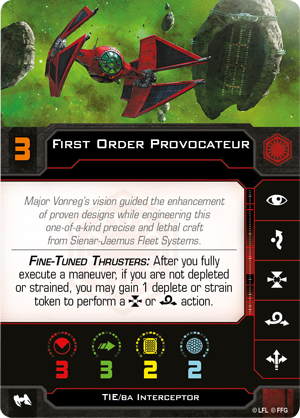 3 First Order Provocateur
Major Vonreg's vision guided the enhancement
of proven designs while engineering this
one-of-a-kind precise and lethal craft
from Sienar-Jaemus Fleet Systems.
Fine-Tuned Thrusters: After you fully
execute a maneuver, if you are not depleted
or strained, you may gain 1 deplete or strain
token to perform a or action.
3 3 2 2
TIE/ba Interceptor
© LFL © FFG